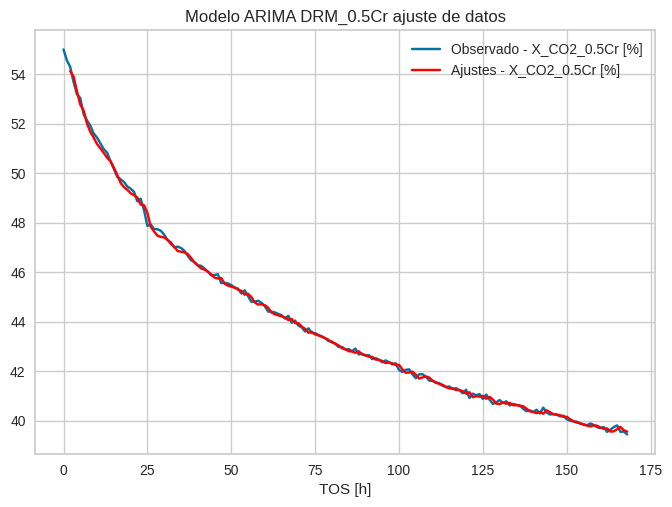 Modelo ARIMA DRM_0.5Cr ajuste de datos
Observado - X_CO2_0.5Cr [%]
Ajustes - X_CO2_0.5Cr [%]
54
52
50
48
46
44
42
40
0 25 50 75 100 125 150 175
TOS [h]